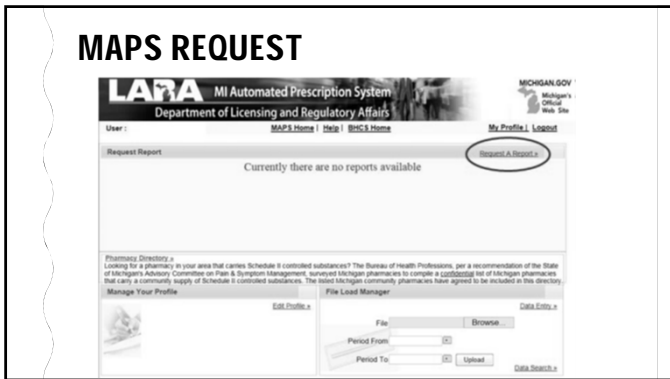 MAPS REQUEST
LARA MI Automated Prescription System
Department of Licensing and Regulatory Affairs
MICHIGAN.GOV
Michigan's
Official
Web Site
User : MAPS Home | Help | BHCS Home My Profile | Logout
Request Report Request A Report »
Currently there are no reports available
Pharmacy Directory »
Looking for a pharmacy in your area that carries Schedule II controlled substances? The Bureau of Health Professions, per a recommendation of the State
of Michigan's Advisory Committee on Pain & Symptom Management, surveyed Michigan pharmacies to compile a confidential list of Michigan pharmacies
that carry a community supply of Schedule II controlled substances. The listed Michigan community pharmacies have agreed to be included in this directory.
Manage Your Profile File Load Manager
Edit Profile » Data Entry »
File Browse...
Period From
Period To Upload
Data Search »